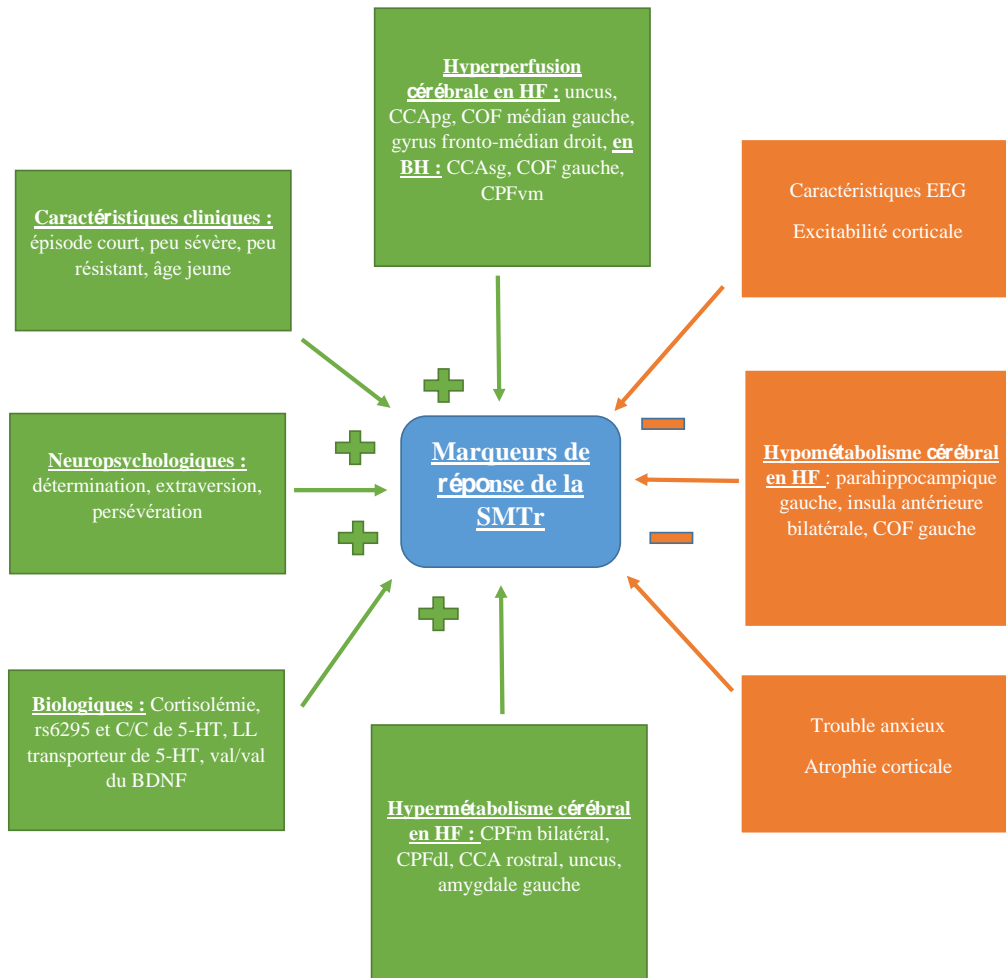 Hyperperfusion
cérébrale en HF : uncus,
CCApg, COF médian gauche,
gyrus fronto-médian droit, en
BH : CCAsg, COF gauche,
CPFvm
Caractéristiques cliniques :
épisode court, peu sévère, peu
résistant, âge jeune
Caractéristiques EEG
Excitabilité corticale
Neuropsychologiques :
détermination, extraversion,
persévération
Marqueurs de
réponse de la
SMTr
Hypométabolisme cérébral
en HF : parahippocampique
gauche, insula antérieure
bilatérale, COF gauche
Biologiques : Cortisolémie,
rs6295 et C/C de 5-HT, LL
transporteur de 5-HT, val/val
du BDNF
Hypermétabolisme cérébral
en HF : CPFm bilatéral,
CPFdl, CCA rostral, uncus,
amygdale gauche
Trouble anxieux
Atrophie corticale